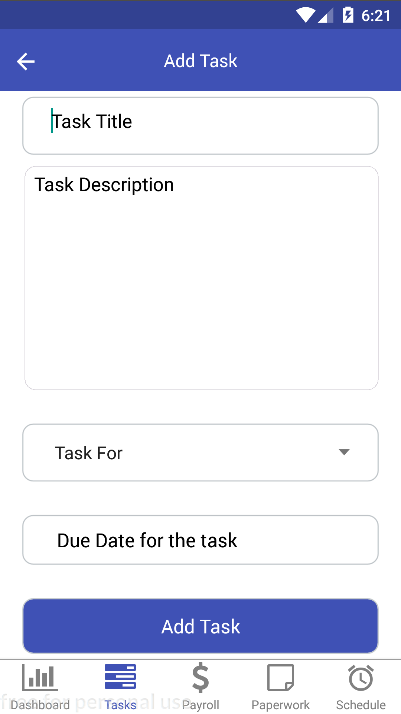 6:21
Add Task
Task Title
Task Description
Task For
Due Date for the task
Add Task
Dashboard
Tasks
Payroll
Paperwork
Schedule
free for personal use